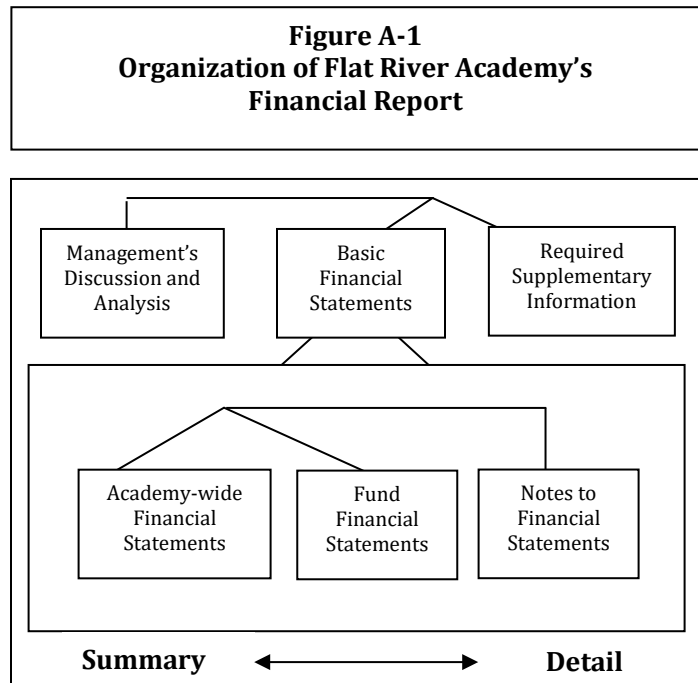 Figure A-1
Organization of Flat River Academy's
Financial Report
Management's
Discussion and
Analysis
Basic
Financial
Statements
Required
Supplementary
Information
Academy-wide
Financial
Statements
Fund
Financial
Statements
Notes to
Financial
Statements
Summary
Detail